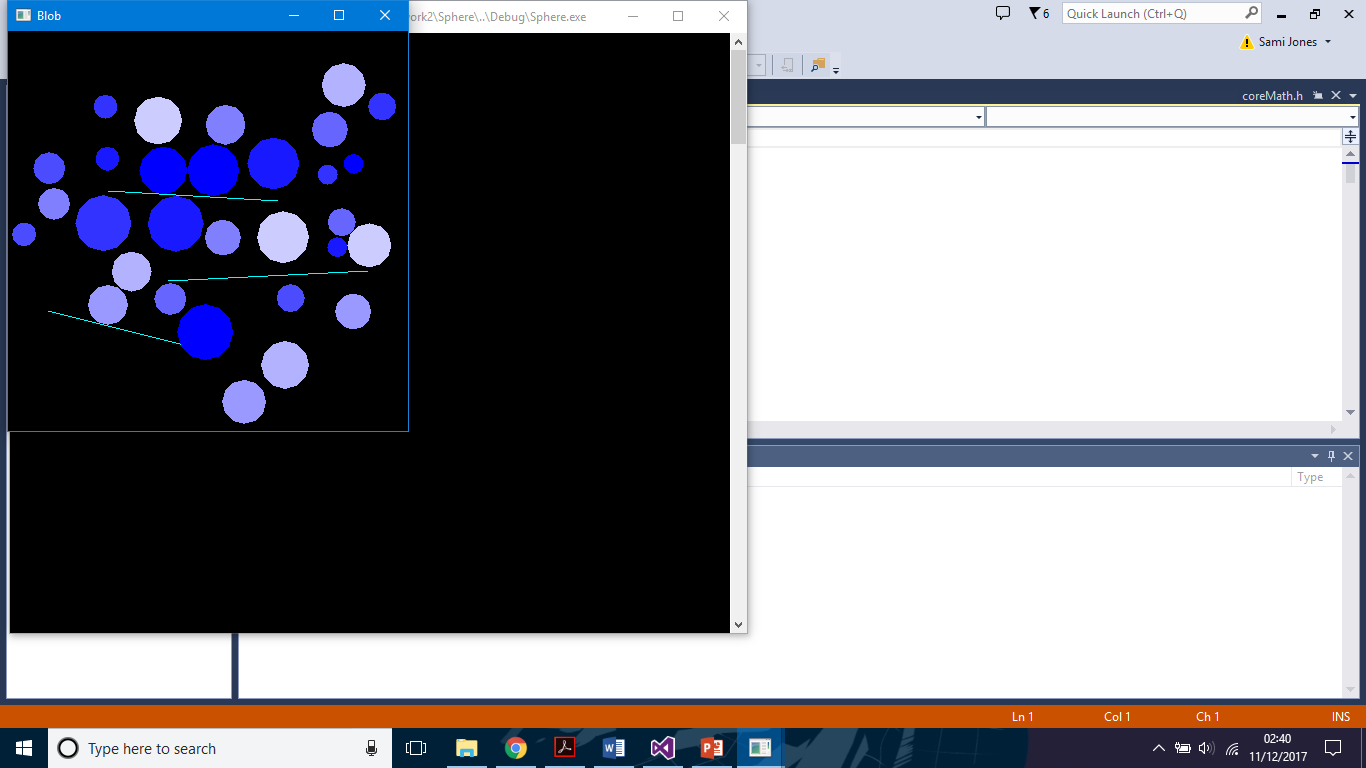 Blob
ork2\Sphere\..\Debug\Sphere.exe
6
Quick Launch (Ctrl+Q)
Sami Jones
coreMath.h
Type
Ln 1
Col 1
Ch 1
INS
Type here to search
02:40
11/12/2017